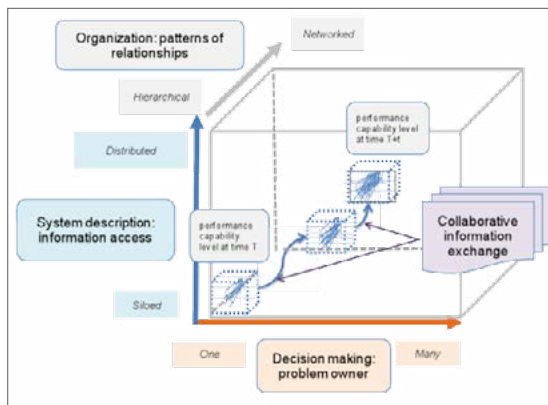 Organization: patterns of
relationships
Networked
Hierarchical
Distributed
performance
capability level
at time T+t
System description:
information access
performance
capability
level at time T
Collaborative
information
exchange
Siloed
One
Many
Decision making:
problem owner